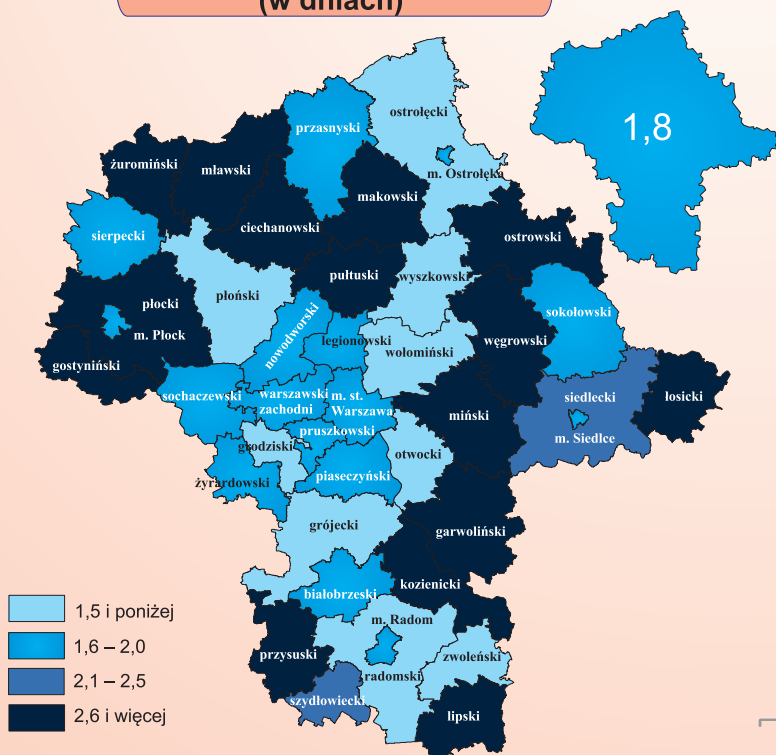 (w dniach)
1,8
ostrołęcki
przasnyski
żuromiński
mławski
m. Ostrołęka
makowski
ciechanowski
sierpecki
ostrowski
pułtuski
wyszkowski
płoński
płocki
sokołowski
m. Płock
nowodworski
legionowski
węgrowski
wołomiński
gostyniński
sochaczewski
warszawski
zachodni
m. st.
Warszawa
siedlecki
łosicki
miński
pruszkowski
m. Siedlce
grodziski
otwocki
żyrardowski
piaseczyński
grójecki
garwoliński
kozienicki
białobrzeski
m. Radom
przysuski
zwoleński
radomski
szydłowiecki
lipski
1,5 i poniżej
1,6 – 2,0
2,1 – 2,5
2,6 i więcej